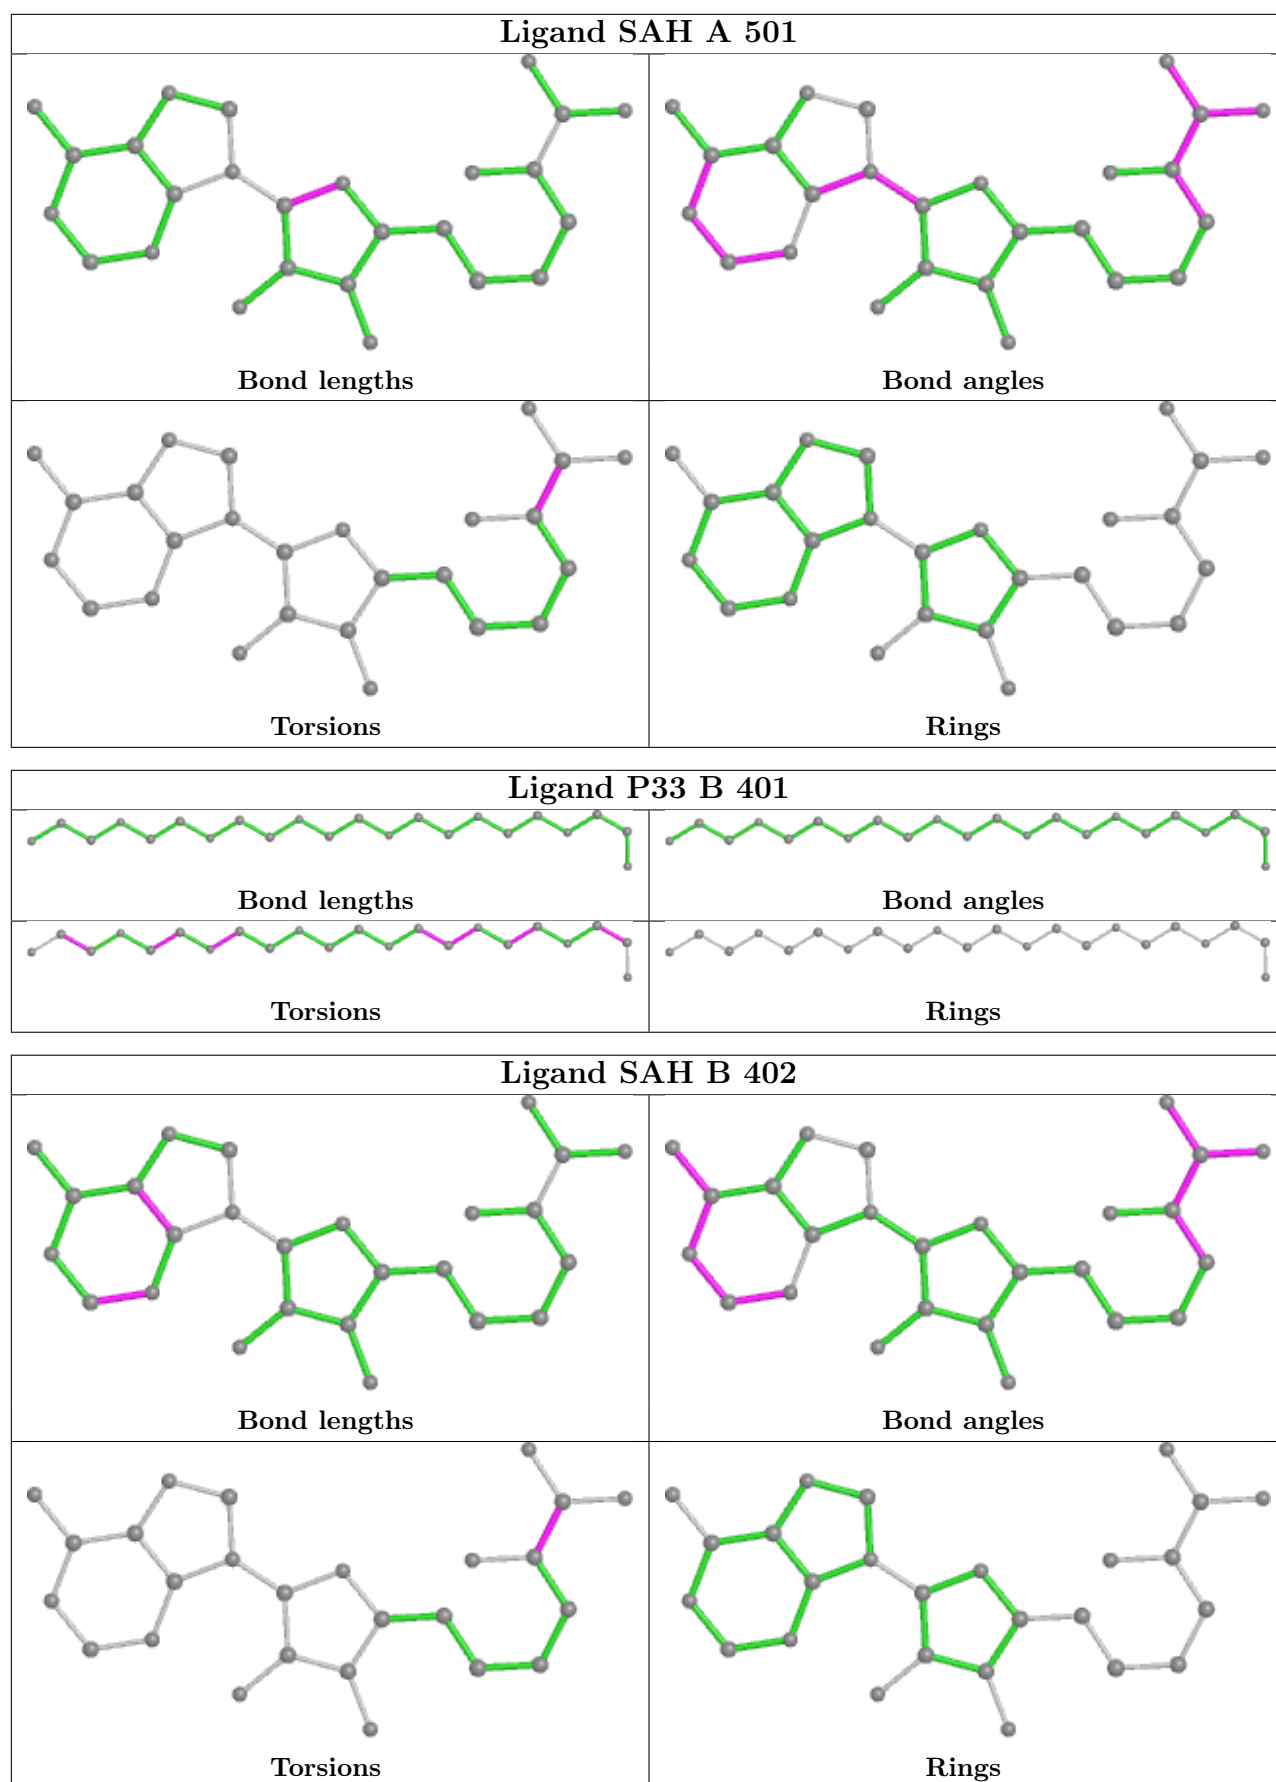 Ligand SAH A 501
Bond lengths
Bond angles
Torsions
Rings
Ligand P33 B 401
Bond lengths
Bond angles
Torsions
Rings
Ligand SAH B 402
Bond lengths
Bond angles
Torsions
Rings